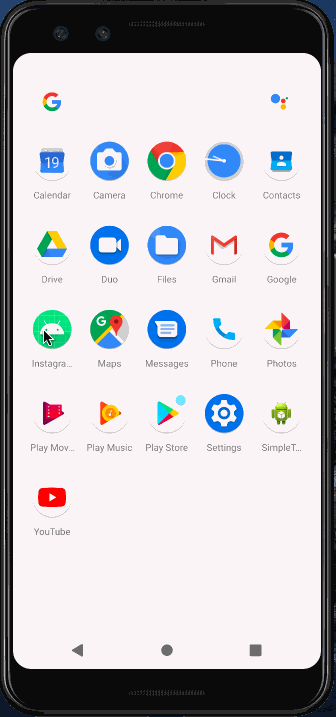 19
Calendar Camera Chrome Clock Contacts
Drive Duo Files Gmail Google
Instagra... Maps Messages Phone Photos
Play Mov... Play Music Play Store Settings SimpleT...
YouTube